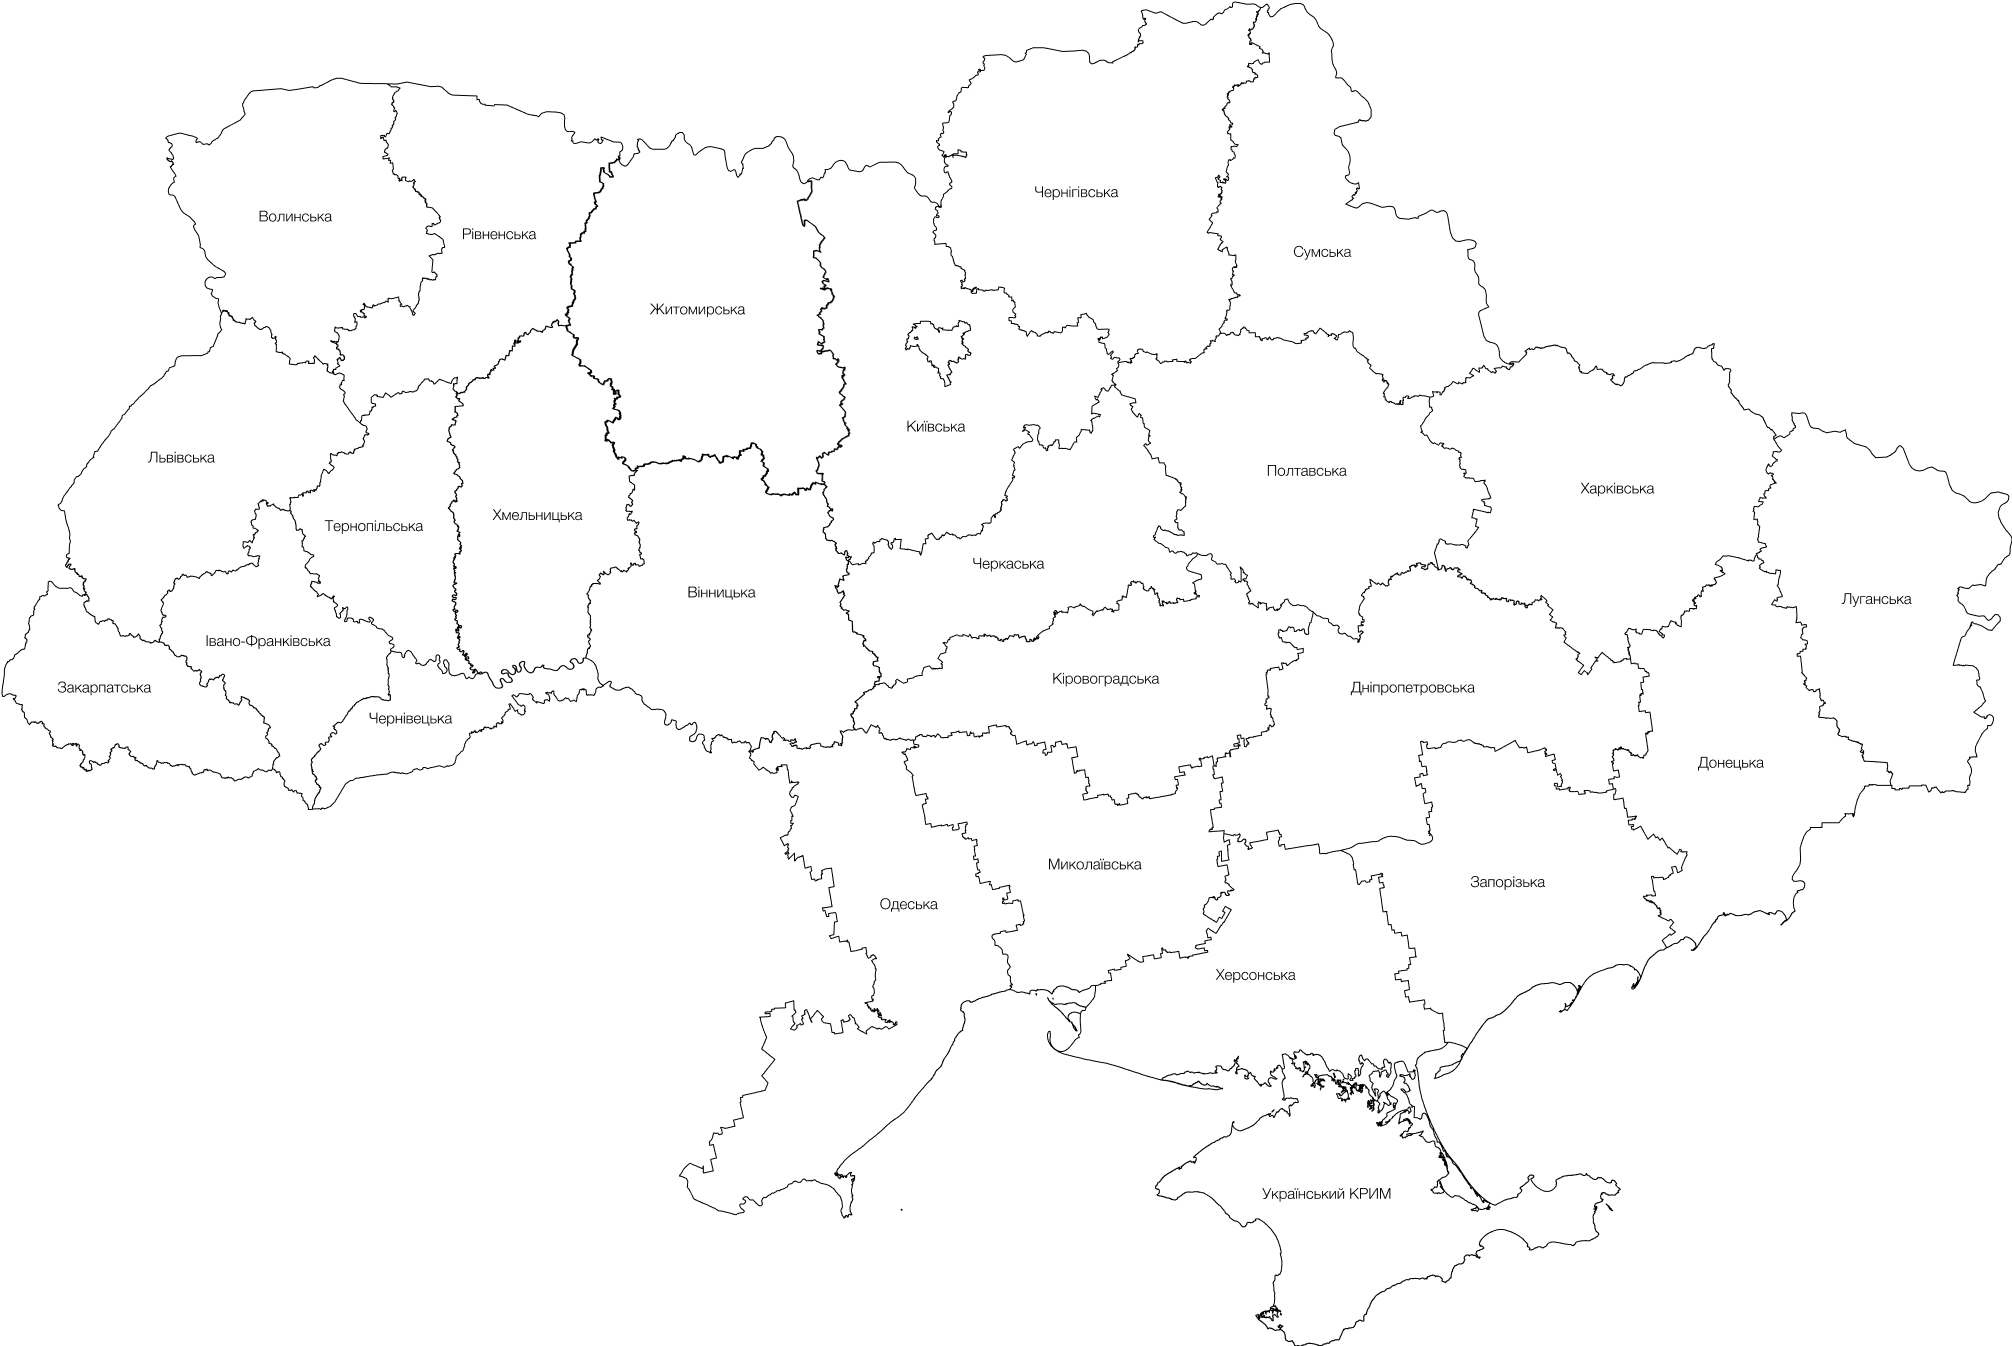 Чернігівська
Волинська
Рівненська
Сумська
Житомирська
Київська
Львівська
Полтавська
Харківська
Тернопільська
Хмельницька
Черкаська
Вінницька
Луганська
Івано-Франківська
Кіровоградська
Закарпатська
Дніпропетровська
Чернівецька
Донецька
Миколаївська
Запорізька
Одеська
Херсонська
Український КРИМ